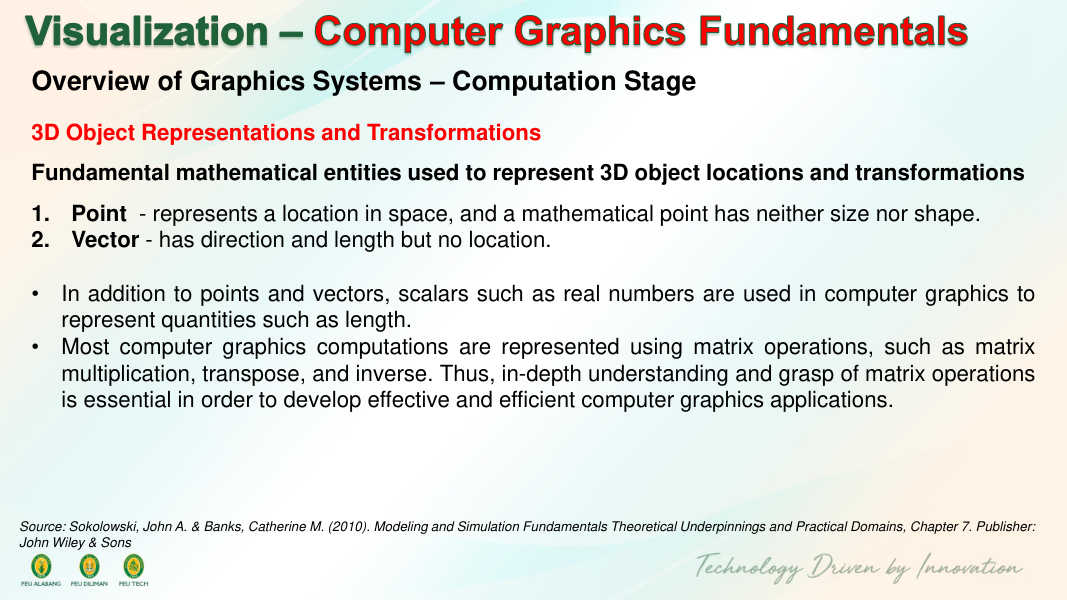 Visualization – Computer Graphics Fundamentals
Overview of Graphics Systems – Computation Stage
3D Object Representations and Transformations
Fundamental mathematical entities used to represent 3D object locations and transformations
1. Point - represents a location in space, and a mathematical point has neither size nor shape.
2. Vector - has direction and length but no location.
• In addition to points and vectors, scalars such as real numbers are used in computer graphics to
represent quantities such as length.
• Most computer graphics computations are represented using matrix operations, such as matrix
multiplication, transpose, and inverse. Thus, in-depth understanding and grasp of matrix operations
is essential in order to develop effective and efficient computer graphics applications.
Source: Sokolowski, John A. & Banks, Catherine M. (2010). Modeling and Simulation Fundamentals Theoretical Underpinnings and Practical Domains, Chapter 7. Publisher:
John Wiley & Sons
FEU ALABANG FEU DILIMAN FEU TECH
Technology Driven by Innovation